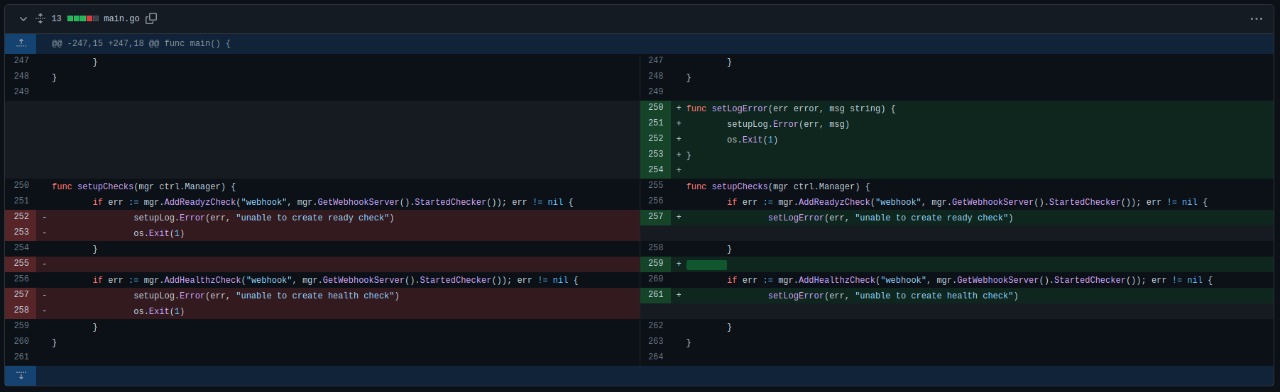 13 main.go
@@ -247,15 +247,18 @@ func main() {
247 }
248 }
249
250 func setupChecks(mgr ctrl.Manager) {
251 if err := mgr.AddReadyzCheck("webhook", mgr.GetWebhookServer().StartedChecker()); err != nil {
252 - setupLog.Error(err, "unable to create ready check")
253 - os.Exit(1)
254 }
255 -
256 if err := mgr.AddHealthzCheck("webhook", mgr.GetWebhookServer().StartedChecker()); err != nil {
257 - setupLog.Error(err, "unable to create health check")
258 - os.Exit(1)
259 }
260 }
261
247 }
248 }
249
250 + func setLogError(err error, msg string) {
251 + setupLog.Error(err, msg)
252 + os.Exit(1)
253 + }
254 +
255 func setupChecks(mgr ctrl.Manager) {
256 if err := mgr.AddReadyzCheck("webhook", mgr.GetWebhookServer().StartedChecker()); err != nil {
257 + setLogError(err, "unable to create ready check")
258 }
259 +
260 if err := mgr.AddHealthzCheck("webhook", mgr.GetWebhookServer().StartedChecker()); err != nil {
261 + setLogError(err, "unable to create health check")
262 }
263 }
264